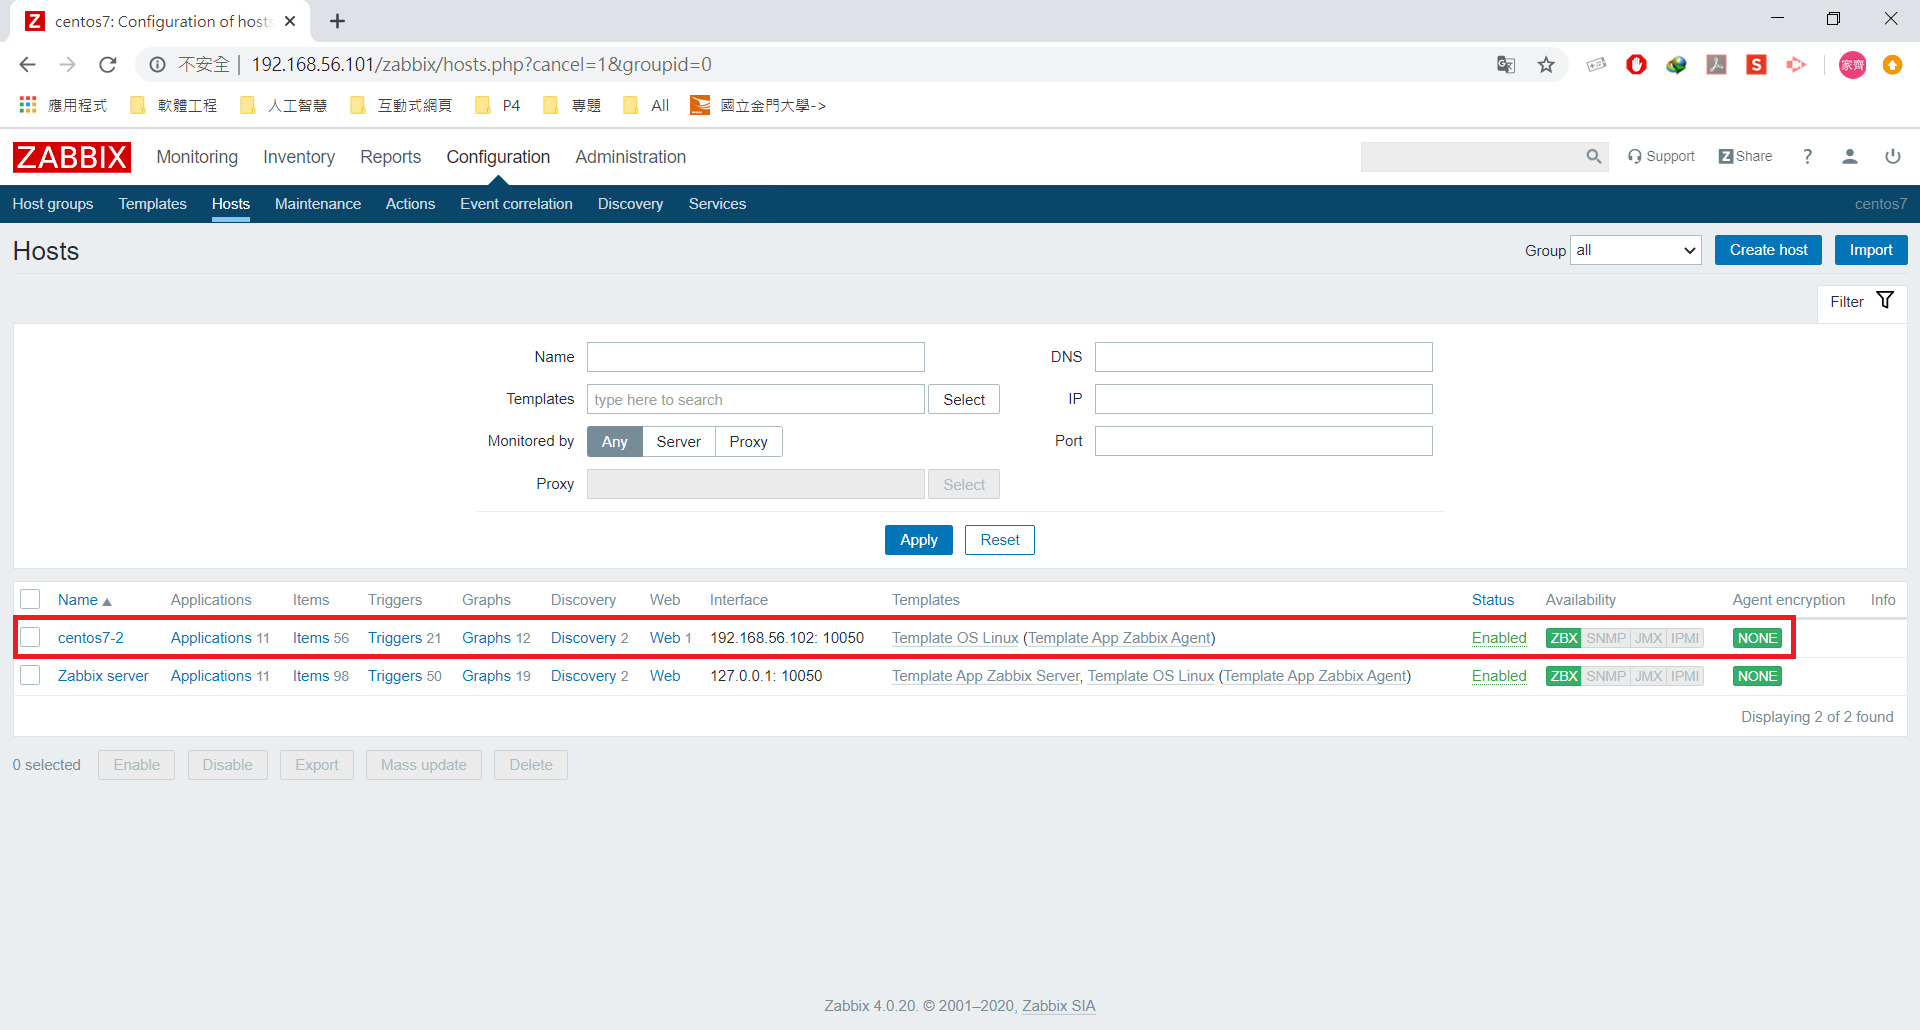 centos7: Configuration of hosts
不安全 | 192.168.56.101/zabbix/hosts.php?cancel=1&groupid=0
家齊
應用程式 軟體工程 人工智慧 互動式網頁 P4 專題 All 國立金門大學->
ZABBIX Monitoring Inventory Reports Configuration Administration Support Z Share ?
Host groups Templates Hosts Maintenance Actions Event correlation Discovery Services centos7
Hosts Group all Create host Import
Filter
Name DNS
Templates type here to search Select IP
Monitored by Any Server Proxy Port
Proxy Select
Apply Reset
Name ▲ Applications Items Triggers Graphs Discovery Web Interface Templates Status Availability Agent encryption Info
centos7-2 Applications 11 Items 56 Triggers 21 Graphs 12 Discovery 2 Web 1 192.168.56.102: 10050 Template OS Linux (Template App Zabbix Agent) Enabled ZBX SNMP JMX IPMI NONE
Zabbix server Applications 11 Items 98 Triggers 50 Graphs 19 Discovery 2 Web 127.0.0.1: 10050 Template App Zabbix Server, Template OS Linux (Template App Zabbix Agent) Enabled ZBX SNMP JMX IPMI NONE
Displaying 2 of 2 found
0 selected Enable Disable Export Mass update Delete
Zabbix 4.0.20. © 2001–2020, Zabbix SIA